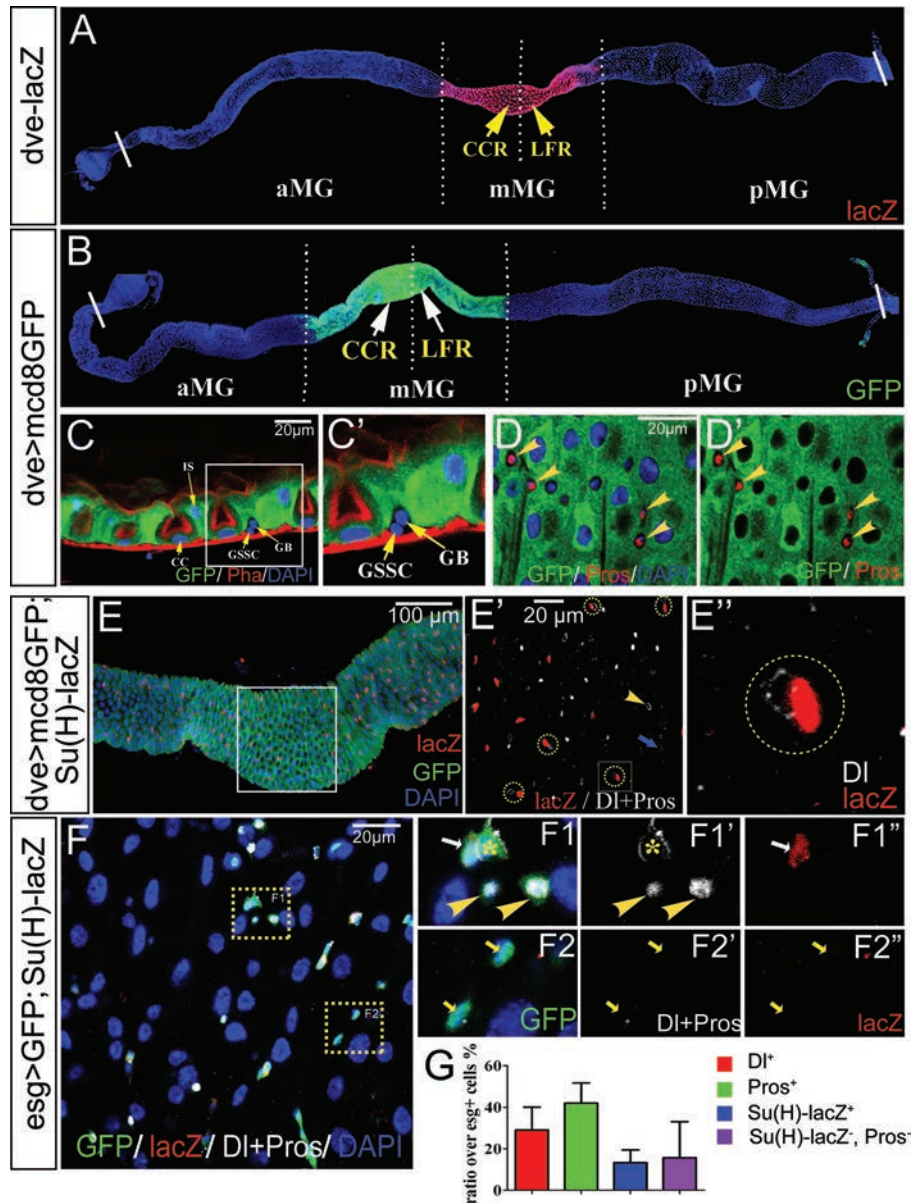 dve-lacZ
A
CCR LFR
aMG mMG pMG
lacZ
dve>mcd8GFP
B
CCR LFR
aMG mMG pMG
GFP
C
20μm
IS
CC
GSSC
GB
GFP/ Pha/DAPI
C'
GSSC
GB
D
20μm
GFP/ Pros/DAPI
D'
GFP/ Pros
dve>mcd8GFP;
Su(H)-lacZ
E
100 μm
lacZ
GFP
DAPI
E'
20 μm
lacZ / Dl+Pros
E''
Dl
lacZ
esg>GFP; Su(H)-lacZ
F
20μm
F1
F2
GFP/ lacZ/ Dl+Pros/ DAPI
F1
*
F1'
*
F1''
F2
GFP
F2'
Dl+Pros
F2''
lacZ
G
ratio over esg+ cells %
60
40
20
0
Dl+
Pros+
Su(H)-lacZ+
Su(H)-lacZ-, Pros-